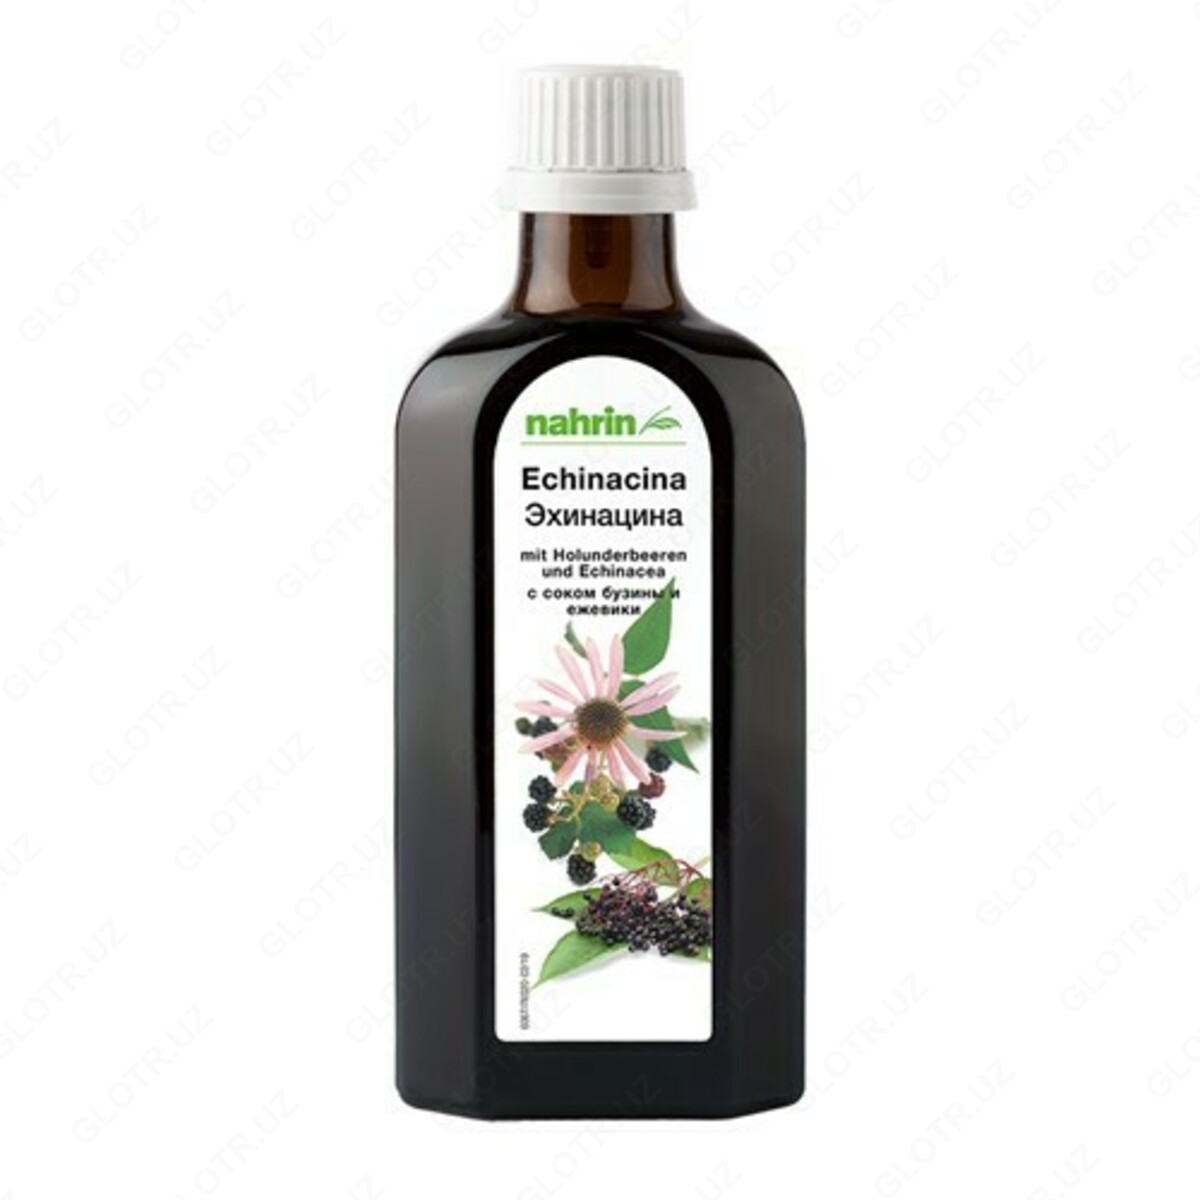 nahrin
Echinacina
Эхинацина
mit Holunderbeeren
und Echinacea
с соком бузины и
ежевики
GLOTR.UZ